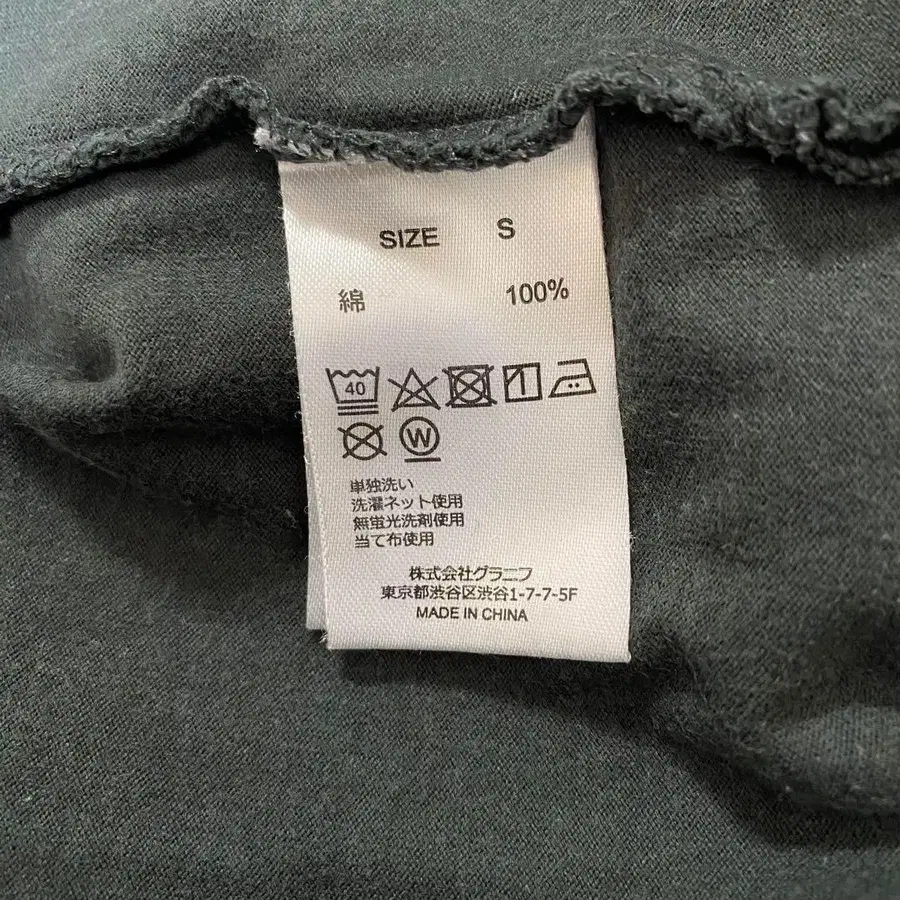 SIZE S
綿 100%
40
W
単独洗い
洗濯ネット使用
無蛍光洗剤使用
当て布使用
株式会社グラニフ
東京都渋谷区渋谷1-7-7-5F
MADE IN CHINA